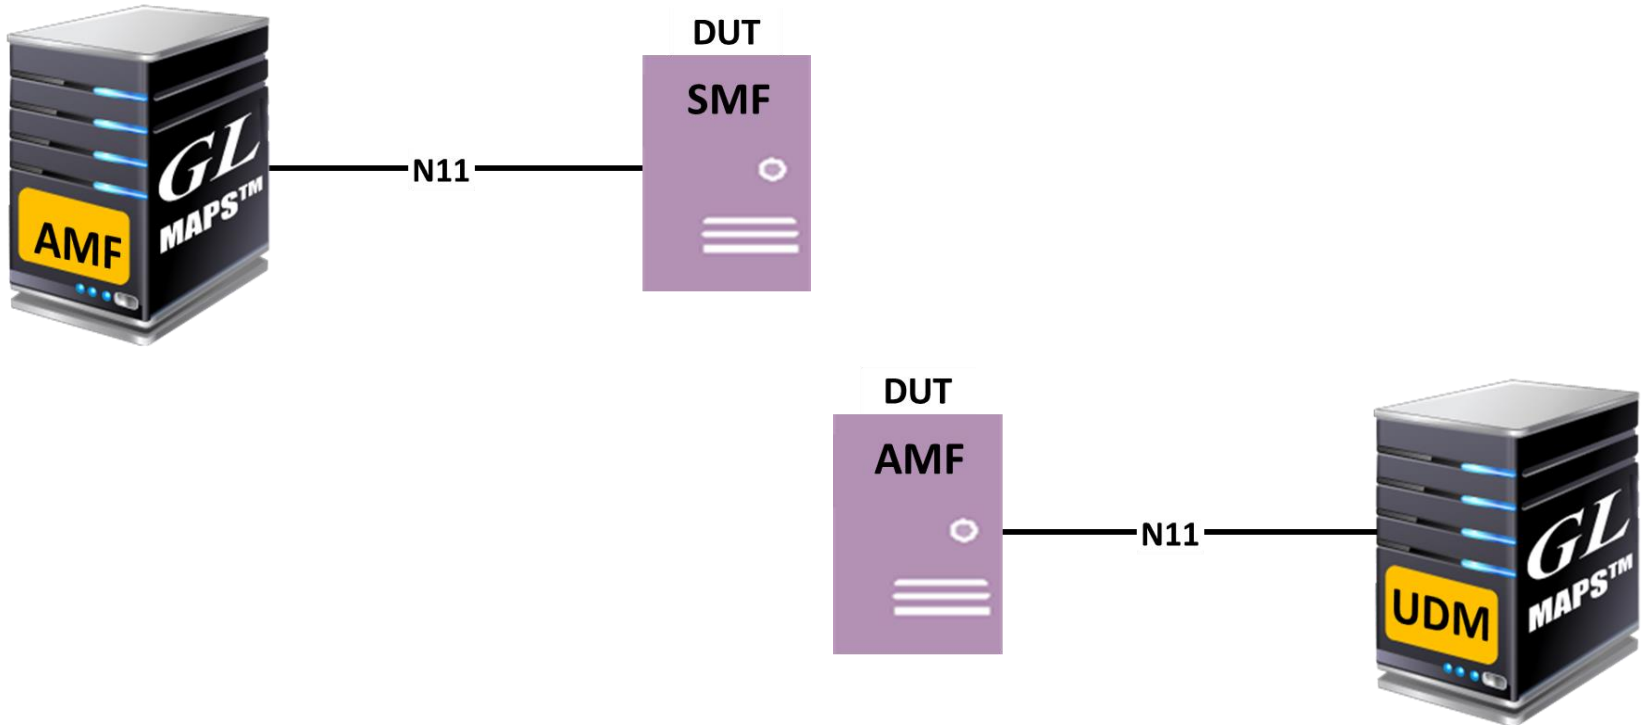 DUT
SMF
GL
MAPS™
AMF
N11
DUT
AMF
N11
GL
MAPS™
UDM